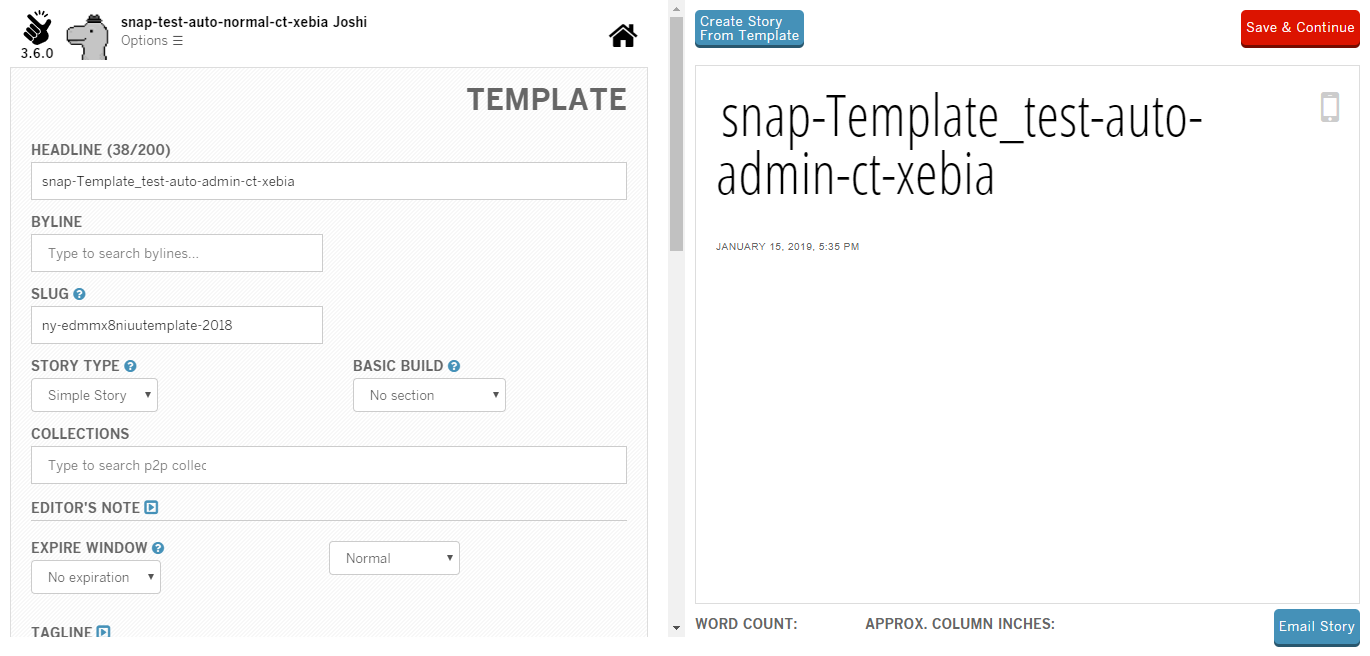 snap-test-auto-normal-ct-xebia Joshi
Options ☰
3.6.0
TEMPLATE
HEADLINE (38/200)
snap-Template_test-auto-admin-ct-xebia
BYLINE
Type to search bylines...
SLUG ?
ny-edmmx8niuutemplate-2018
STORY TYPE ?
BASIC BUILD ?
Simple Story
No section
COLLECTIONS
Type to search p2p collec
EDITOR'S NOTE
EXPIRE WINDOW ?
Normal
No expiration
TAGLINE
Create Story
From Template
Save & Continue
snap-Template_test-auto-
admin-ct-xebia
JANUARY 15, 2019, 5:35 PM
WORD COUNT:
APPROX. COLUMN INCHES:
Email Story